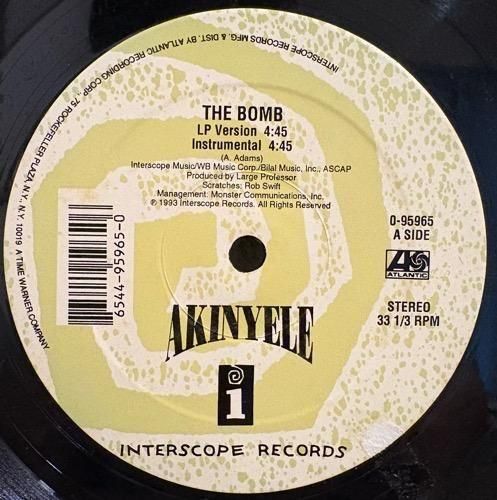 INTERSCOPE RECORDS MFG. & DIST. BY ATLANTIC RECORDING CORP., 75 ROCKEFELLER PLAZA, N.Y., N.Y. 10019 A TIME WARNER COMPANY
THE BOMB
LP Version 4:45
Instrumental 4:45
(A. Adams)
Interscope Music/WB Music Corp./Bilal Music, Inc., ASCAP
Produced by Large Professor
Scratches: Rob Swift
Management: Monster Communications, Inc.
℗ 1993 Interscope Records. All Rights Reserved
6544-95965-0
0-95965
A SIDE
ATLANTIC
STEREO
33 1/3 RPM
AKINYELE
i
INTERSCOPE RECORDS